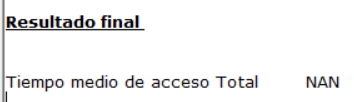 Resultado final
Tiempo medio de acceso Total NAN